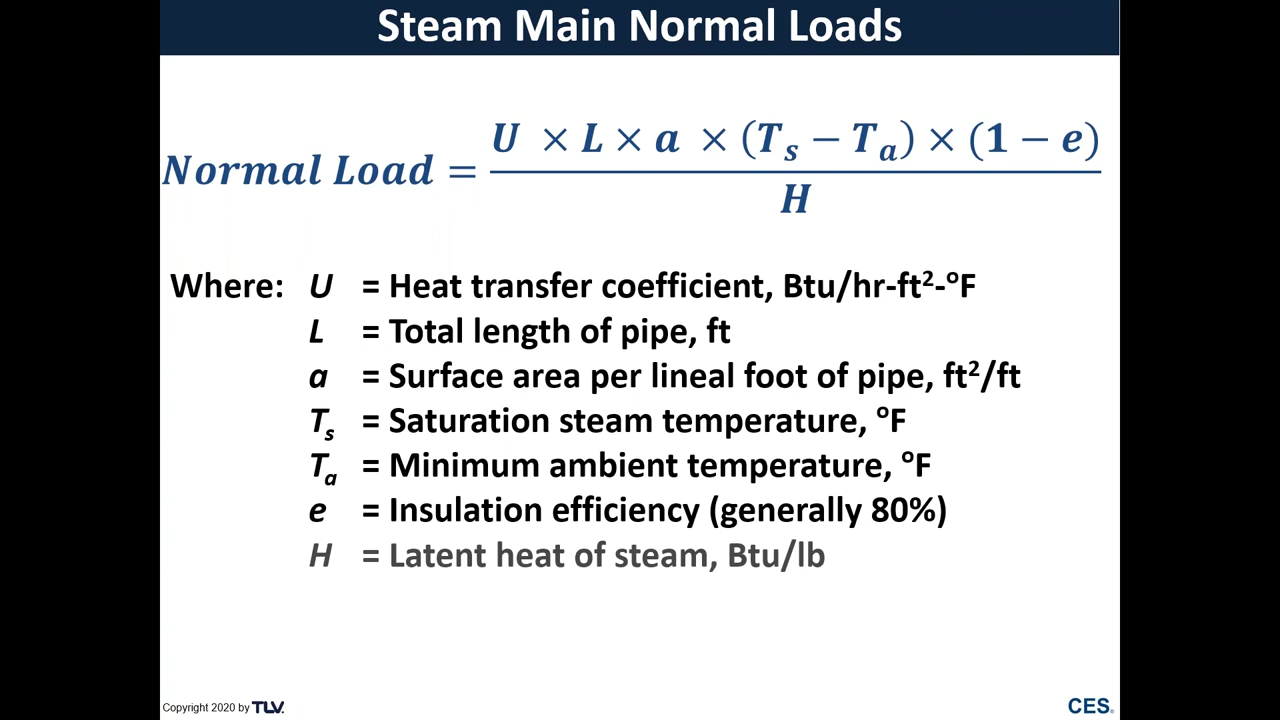 Steam Main Normal Loads
Normal Load = U × L × a × (Tₛ − Tₐ) × (1 − e) / H
Where: U = Heat transfer coefficient, Btu/hr-ft²-°F
L = Total length of pipe, ft
a = Surface area per lineal foot of pipe, ft²/ft
Tₛ = Saturation steam temperature, °F
Tₐ = Minimum ambient temperature, °F
e = Insulation efficiency (generally 80%)
H = Latent heat of steam, Btu/lb
Copyright 2020 by TLV. CES.